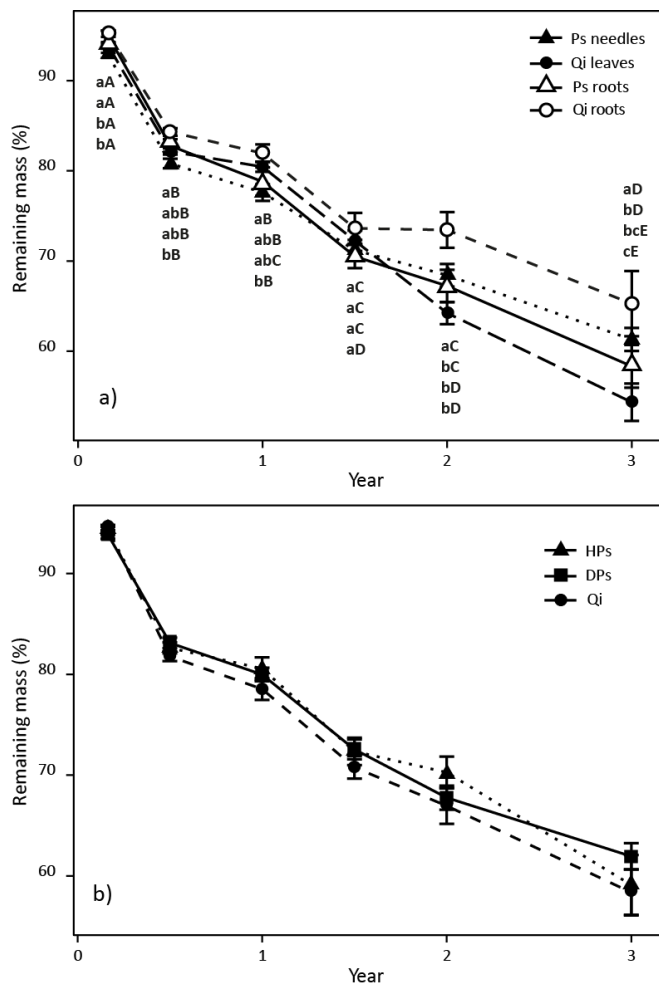 Remaining mass (%)
90
80
70
60
Ps needles
Qi leaves
Ps roots
Qi roots
aA
aA
bA
bA
aB
abB
abB
bB
aB
abB
abC
bB
aC
aC
aC
aD
aC
bC
bD
bD
aD
bD
bcE
cE
a)
0
1
2
3
Year
Remaining mass (%)
90
80
70
60
HPs
DPs
Qi
b)
0
1
2
3
Year